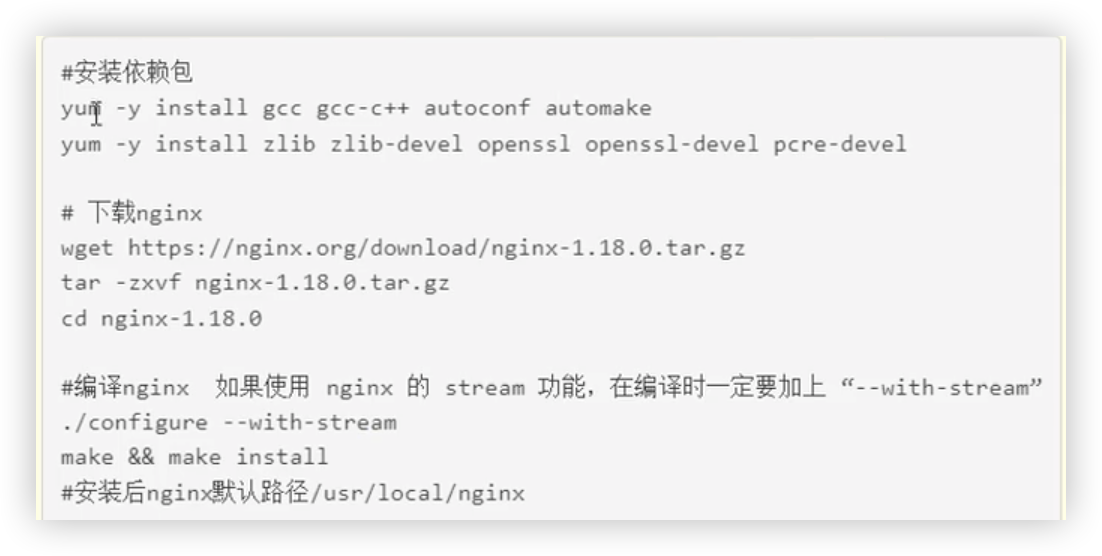 #安装依赖包
yum -y install gcc gcc-c++ autoconf automake
yum -y install zlib zlib-devel openssl openssl-devel pcre-devel
# 下载nginx
wget https://nginx.org/download/nginx-1.18.0.tar.gz
tar -zxvf nginx-1.18.0.tar.gz
cd nginx-1.18.0
#编译nginx  如果使用 nginx 的 stream 功能，在编译时一定要加上 “--with-stream”
./configure --with-stream
make && make install
#安装后nginx默认路径/usr/local/nginx